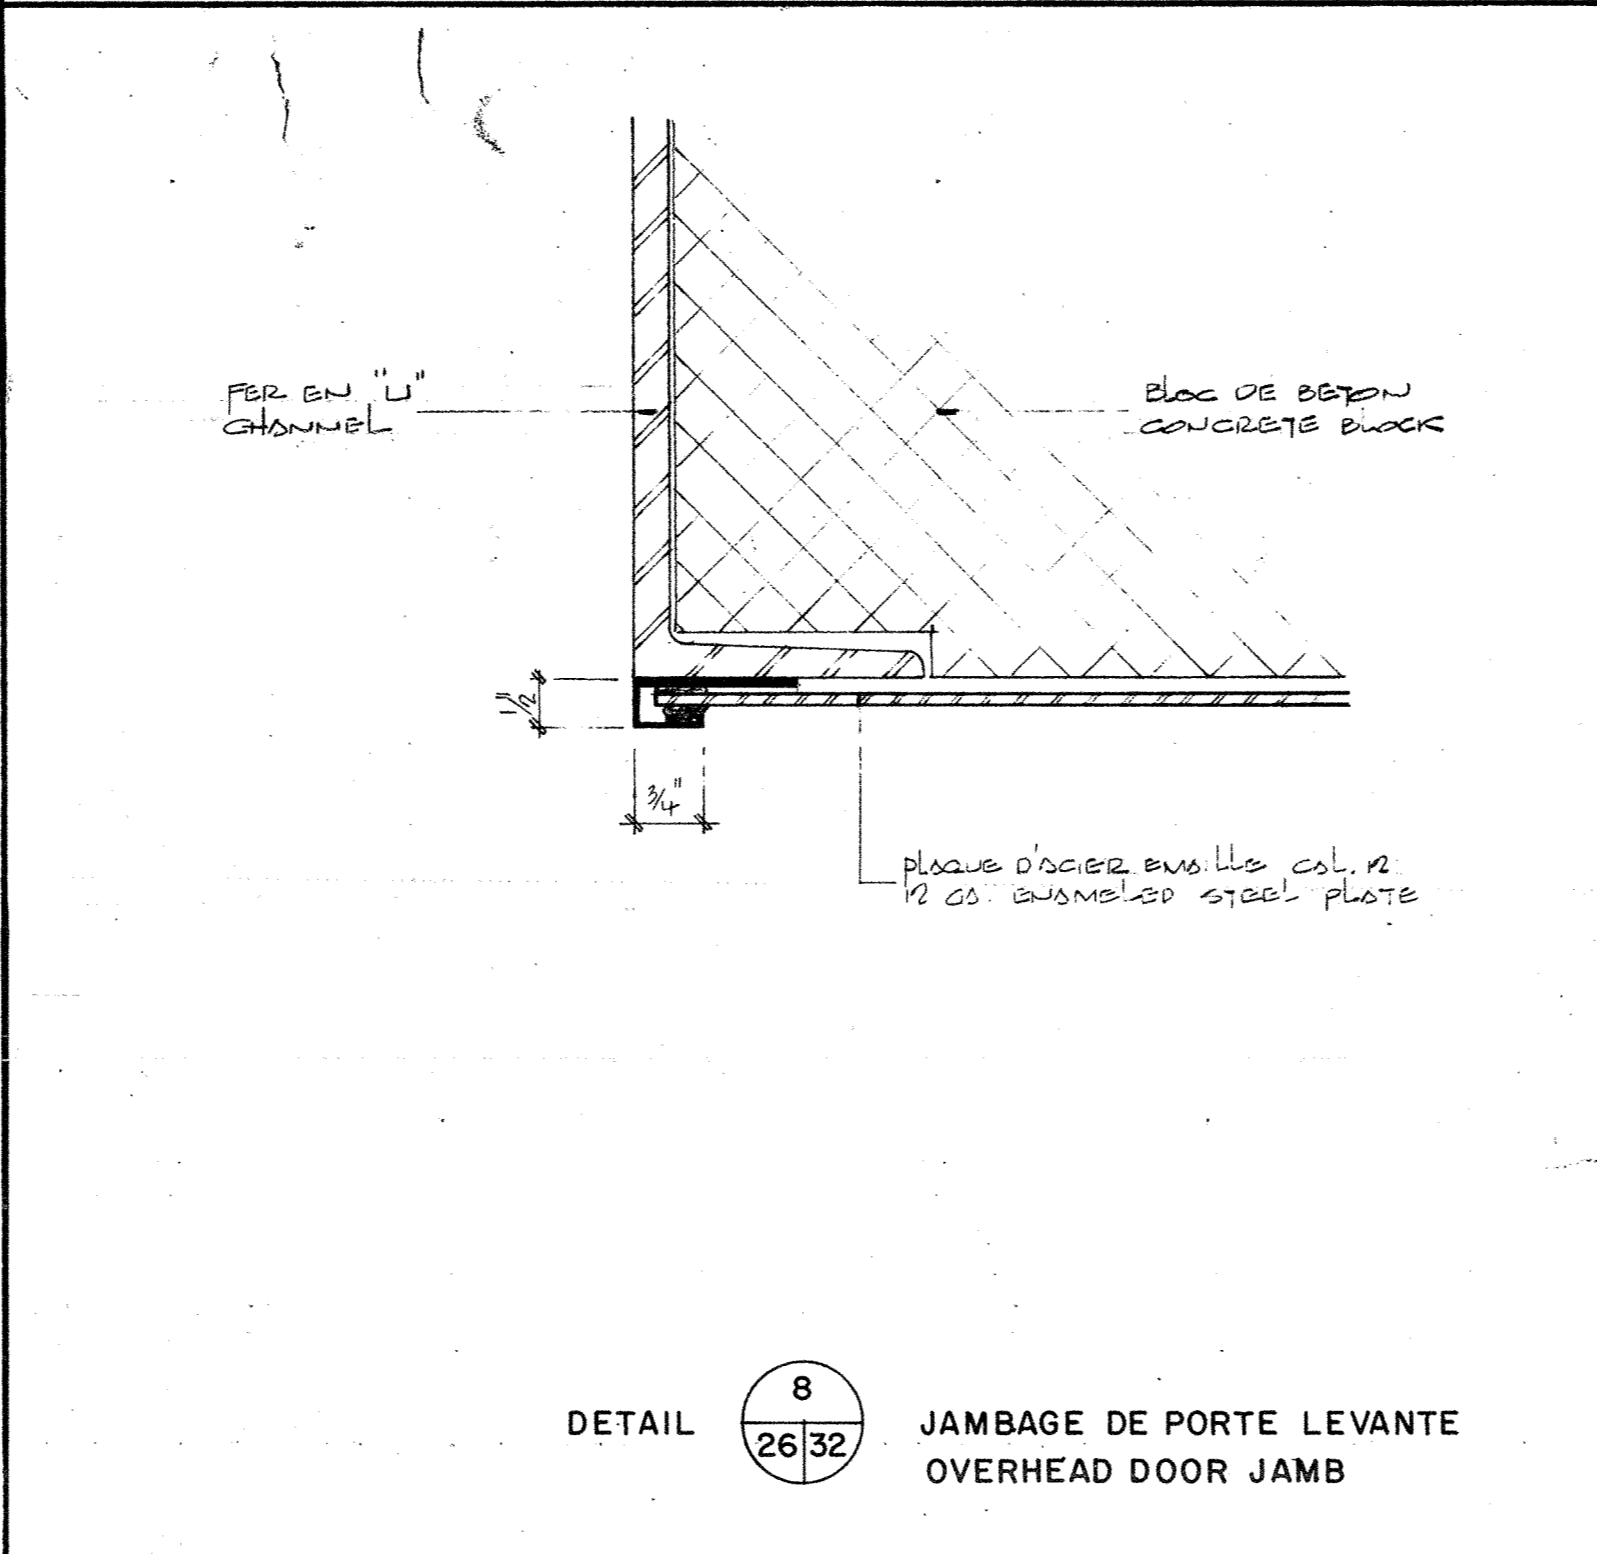 FER EN "U"
CHANNEL
BLOC DE BETON
CONCRETE BLOCK
1/2"
3/4"
PLAQUE D'ACIER EMAILLE CAL. 12
12 GA. ENAMELED STEEL PLATE
DETAIL
8
26 32
JAMBAGE DE PORTE LEVANTE
OVERHEAD DOOR JAMB